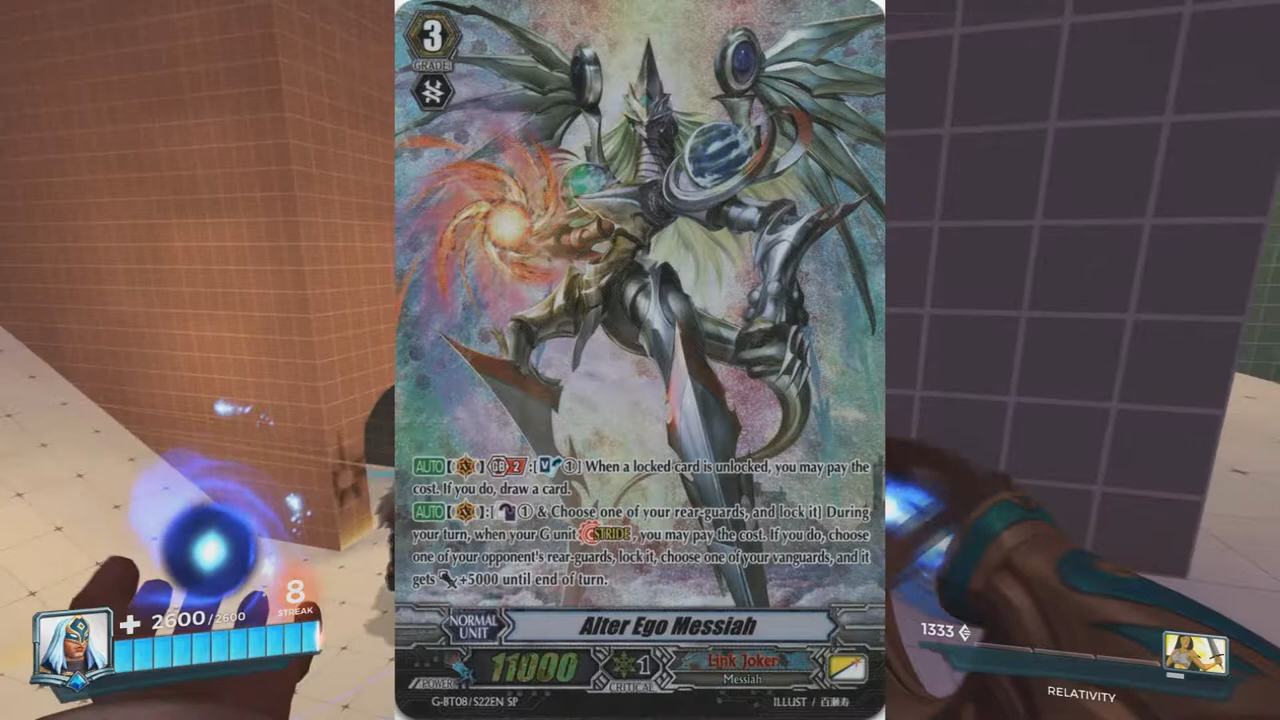 3
GRADE
AUTO【 】CB 2 : [V ①] When a locked card is unlocked, you may pay the
cost. If you do, draw a card.
AUTO【 】: [ ① & Choose one of your rear-guards, and lock it] During
your turn, when your G unit STRIDE, you may pay the cost. If you do, choose
one of your opponent's rear-guards, lock it, choose one of your vanguards, and it
gets +5000 until end of turn.
NORMAL
UNIT
Alter Ego Messiah
POWER
11000
1
CRITICAL
Link Joker
Messiah
G-BT08/S22EN SP
ILLUST / 百瀬寿
8
STREAK
2600/2600
1333
RELATIVITY